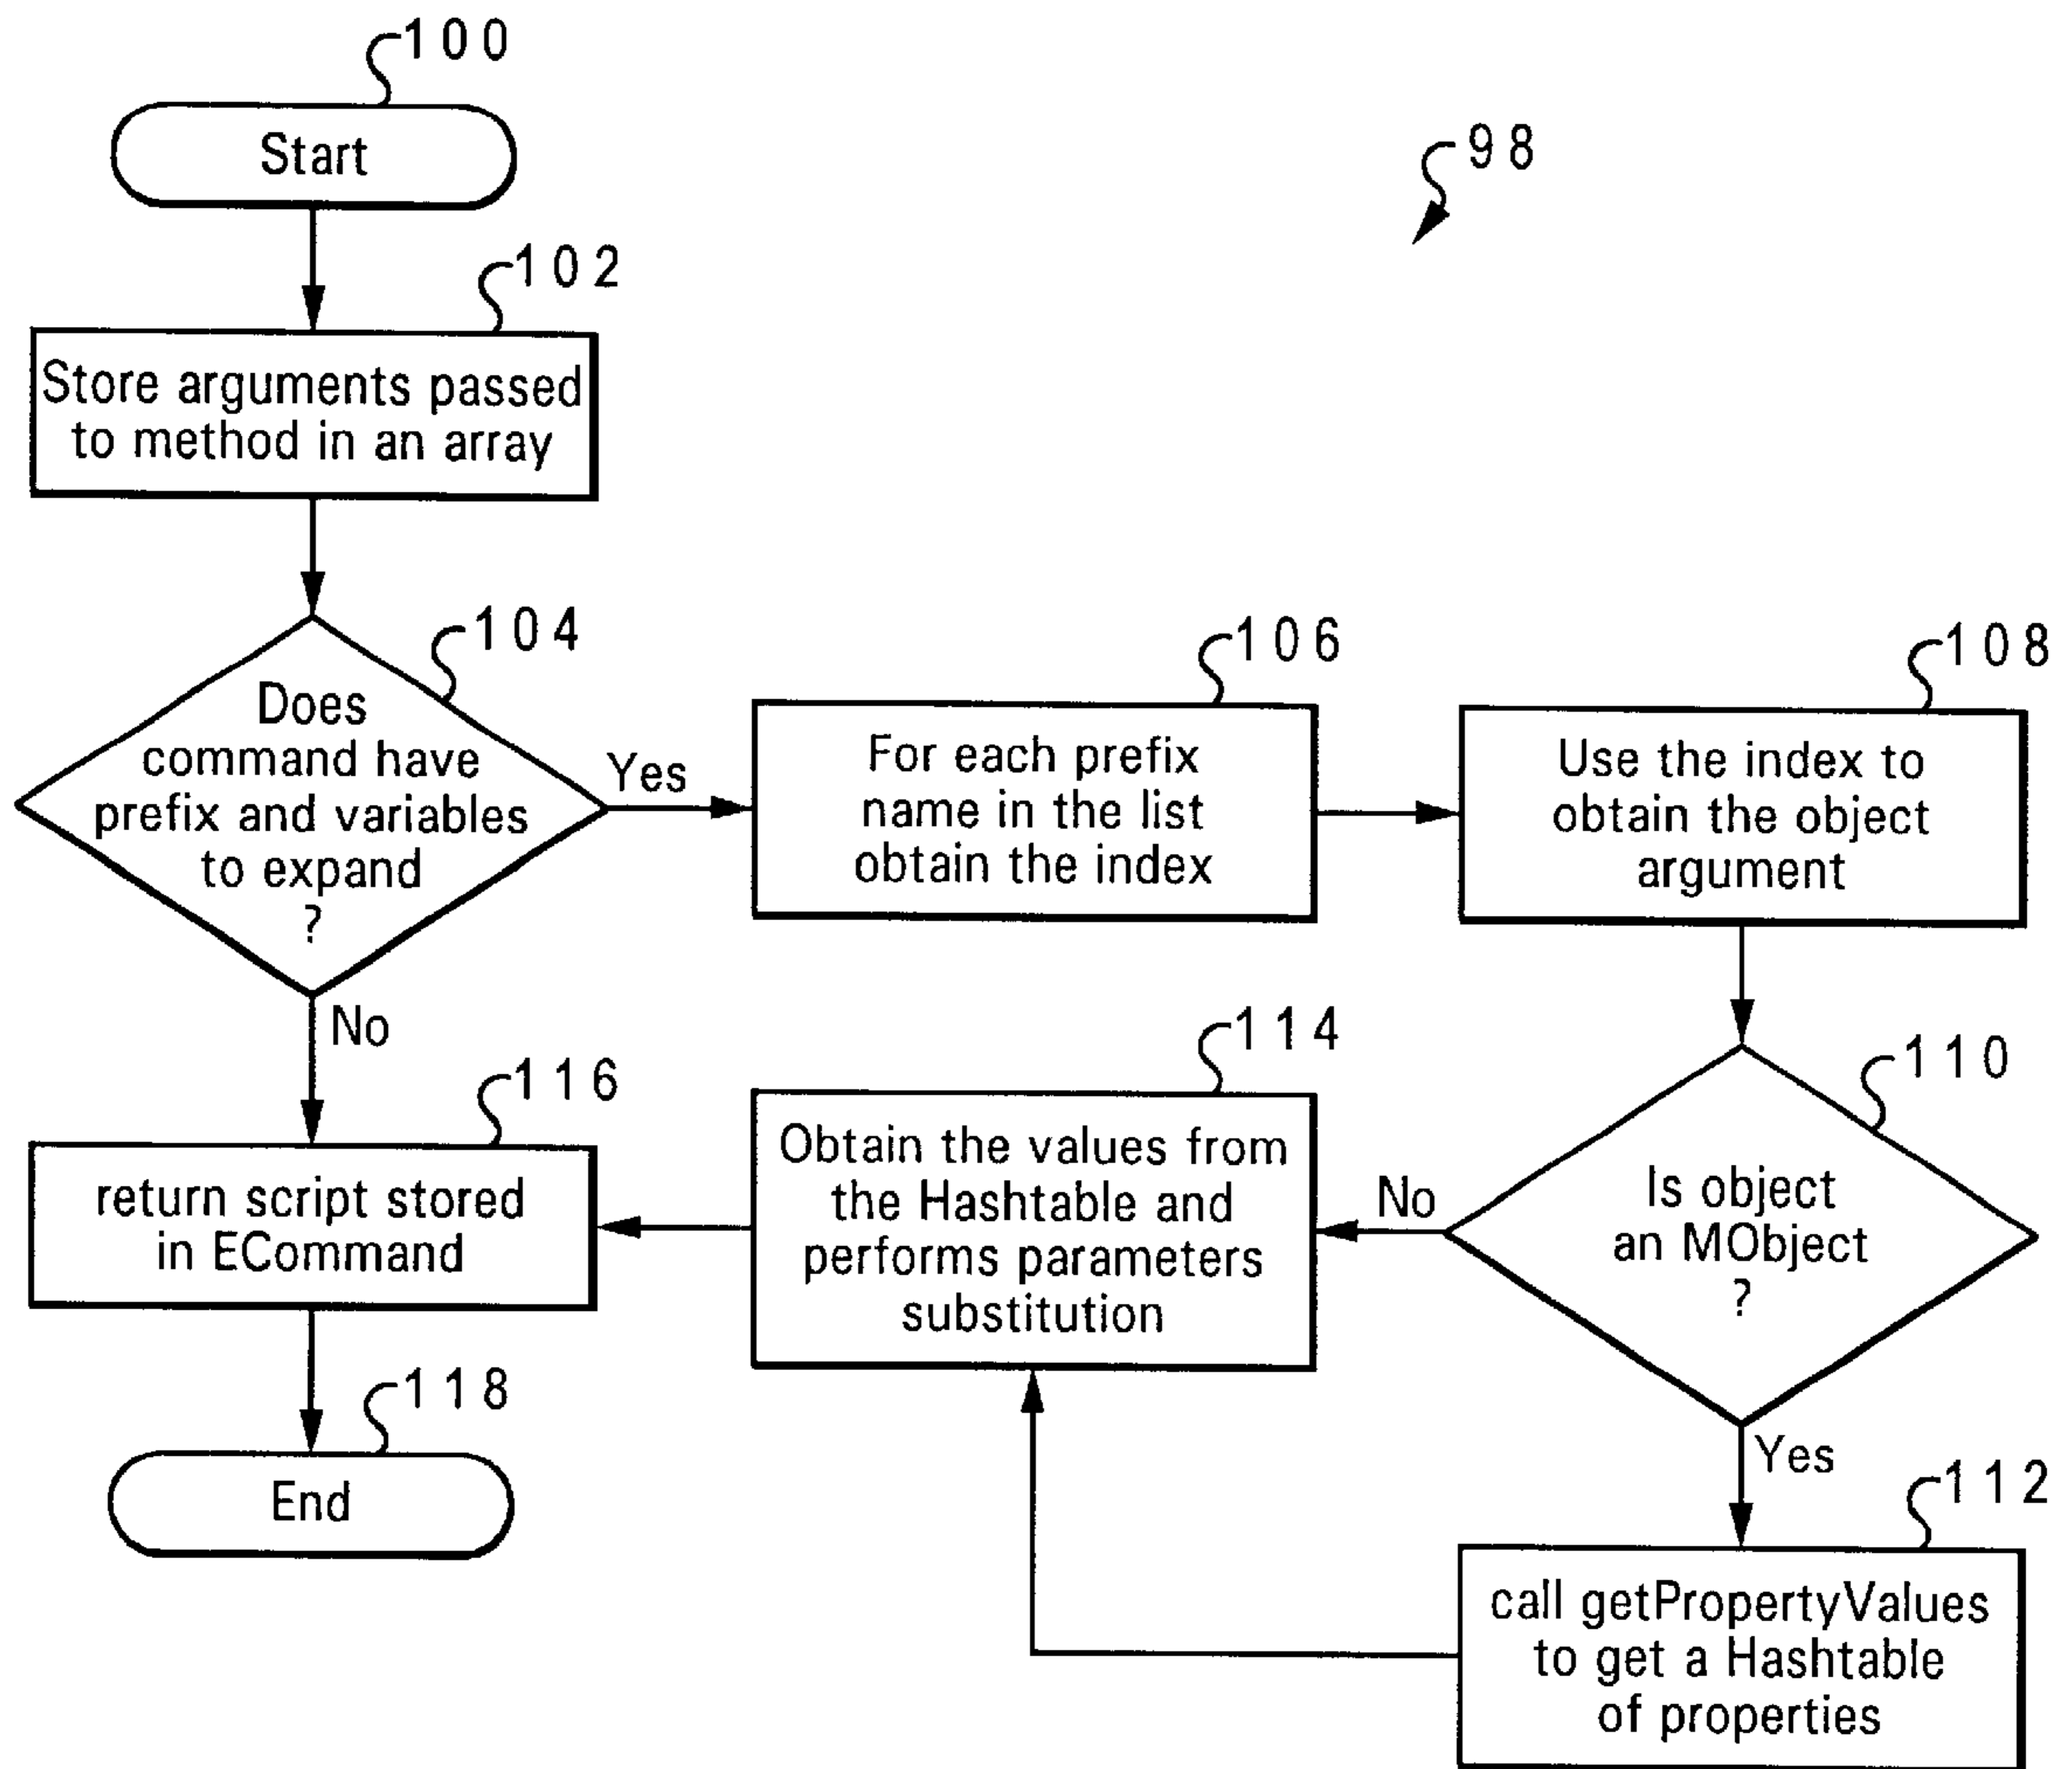 100
Start
98
102
Store arguments passed
to method in an array
104
Does
command have
prefix and variables
to expand
?
Yes
No
106
For each prefix
name in the list
obtain the index
108
Use the index to
obtain the object
argument
110
Is object
an MObject
?
No
Yes
114
Obtain the values from
the Hashtable and
performs parameters
substitution
116
return script stored
in ECommand
118
End
112
call getPropertyValues
to get a Hashtable
of properties